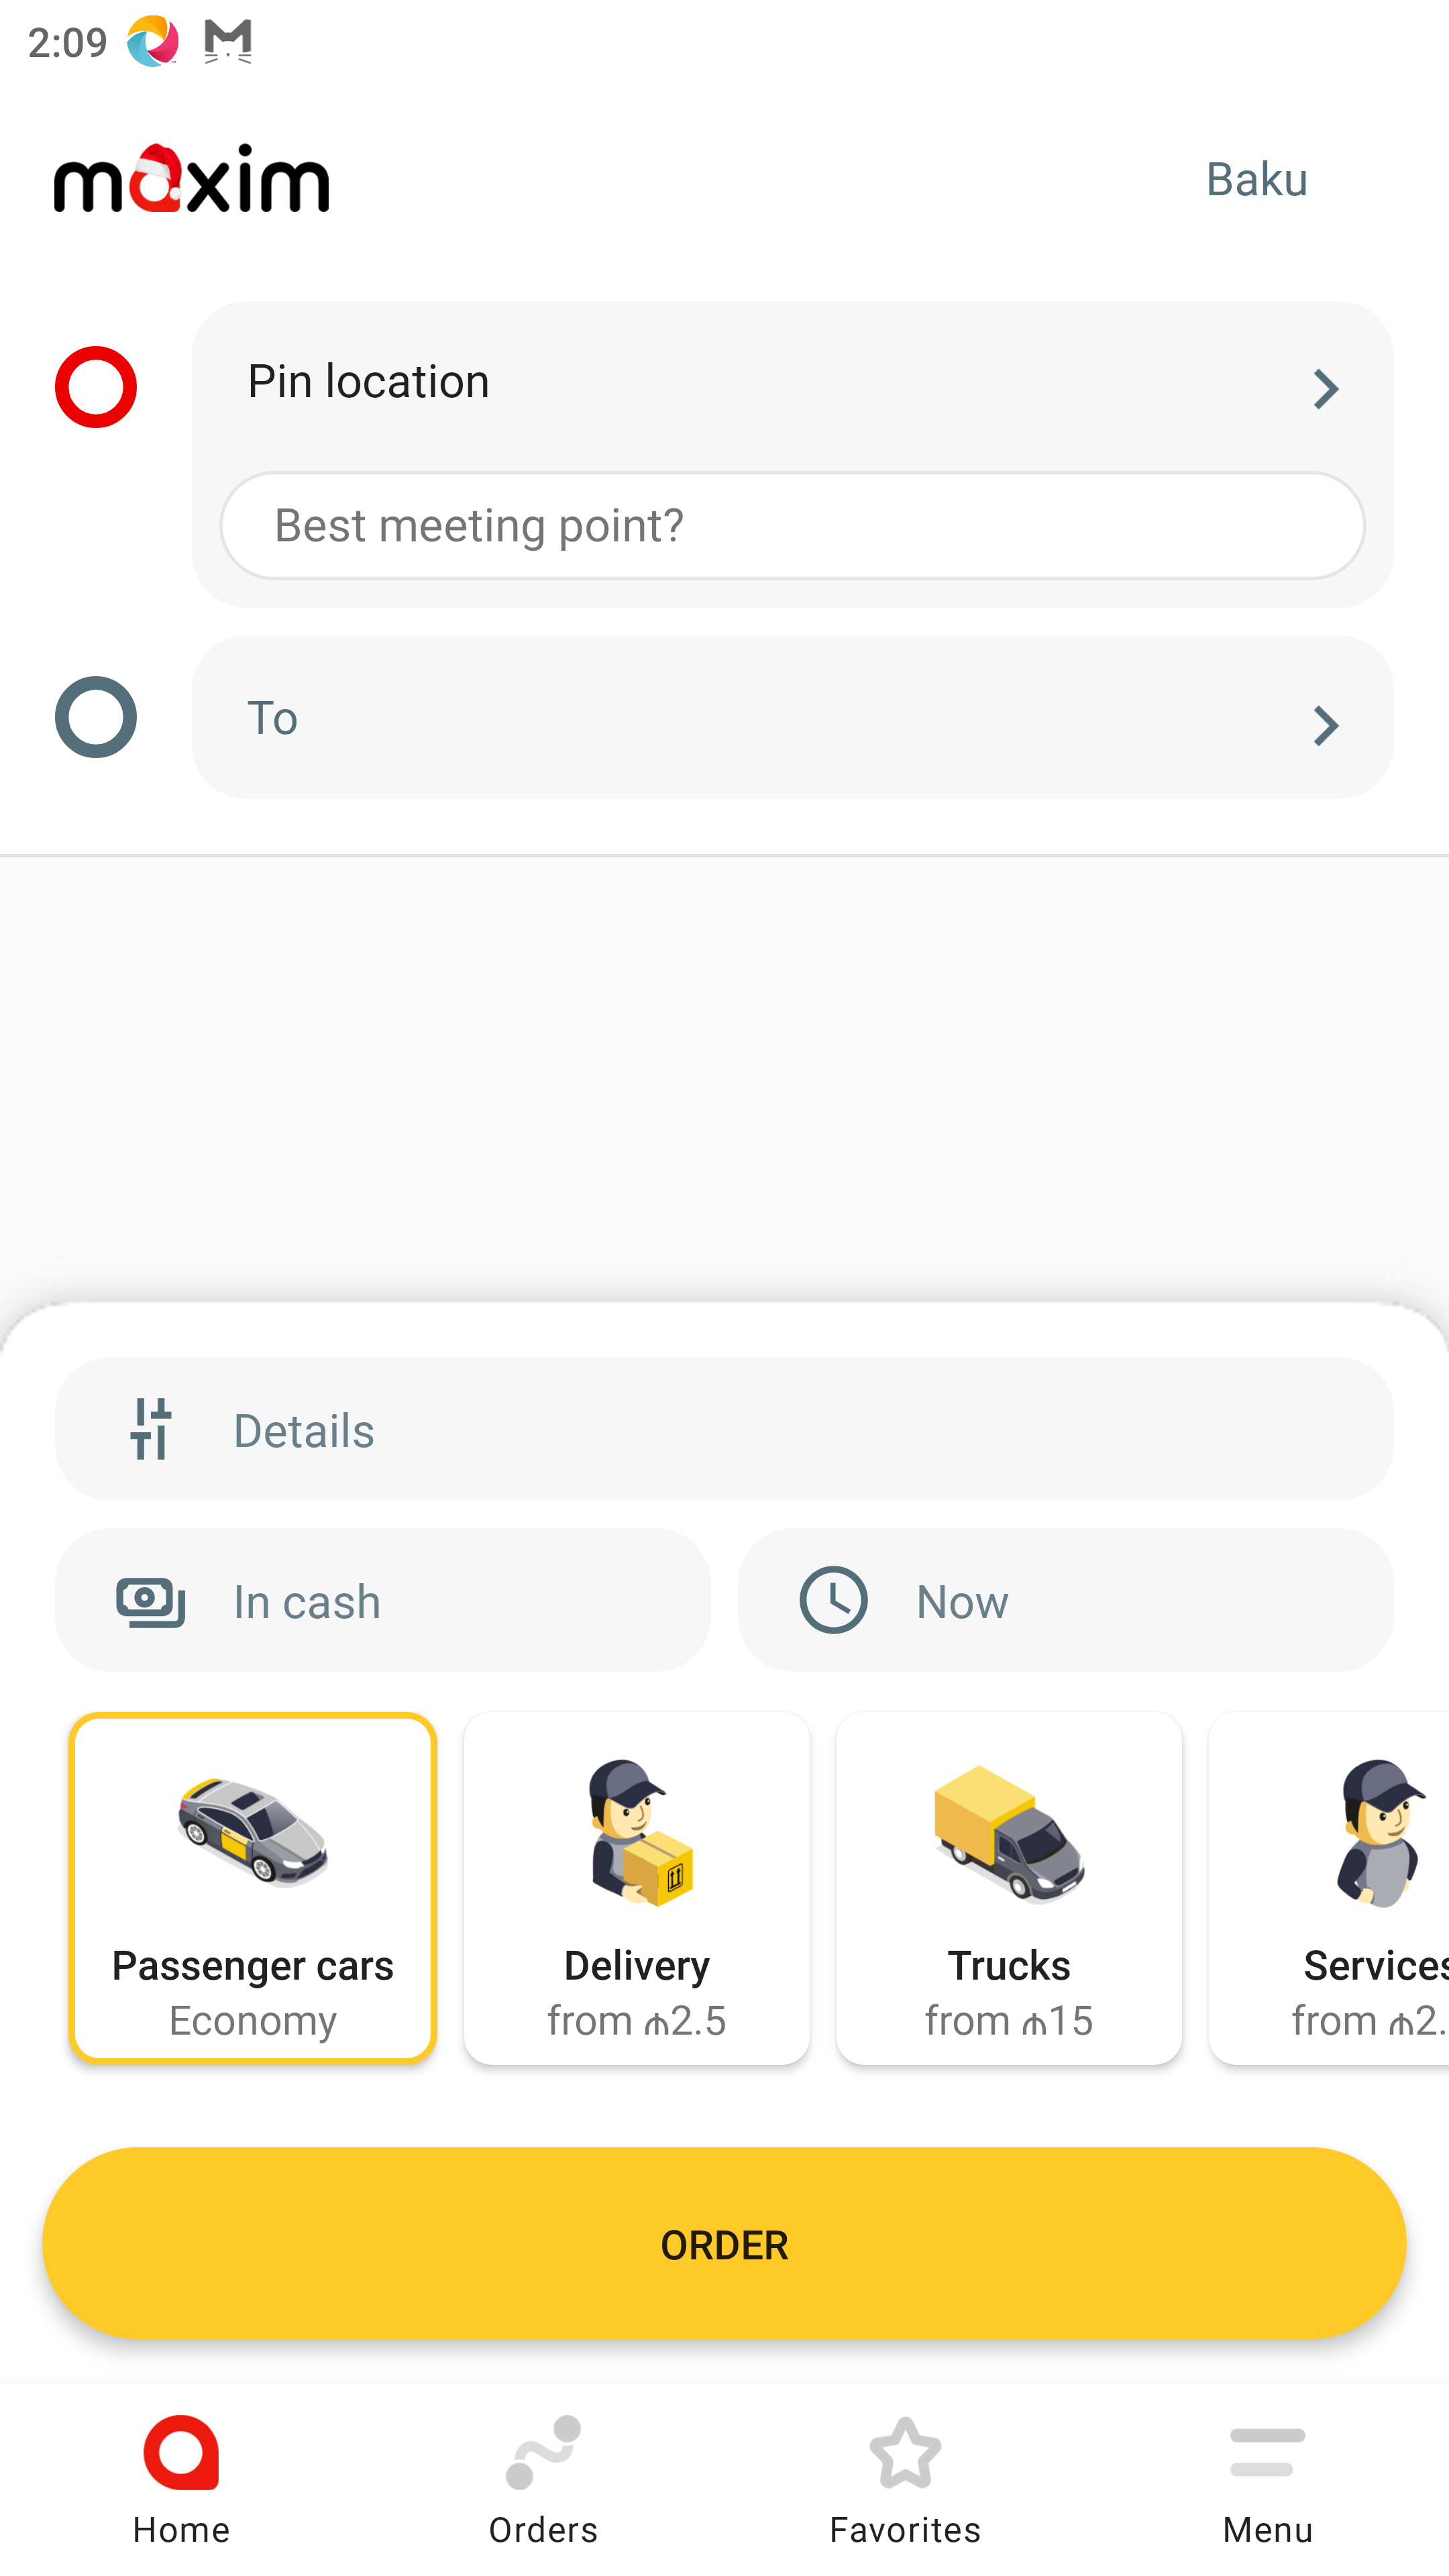 2:09
maxim
Baku
Pin location
Best meeting point?
To
Details
In cash
Now
Passenger cars
Economy
Delivery
from ₼2.5
Trucks
from ₼15
Services
from ₼2.
ORDER
Home
Orders
Favorites
Menu